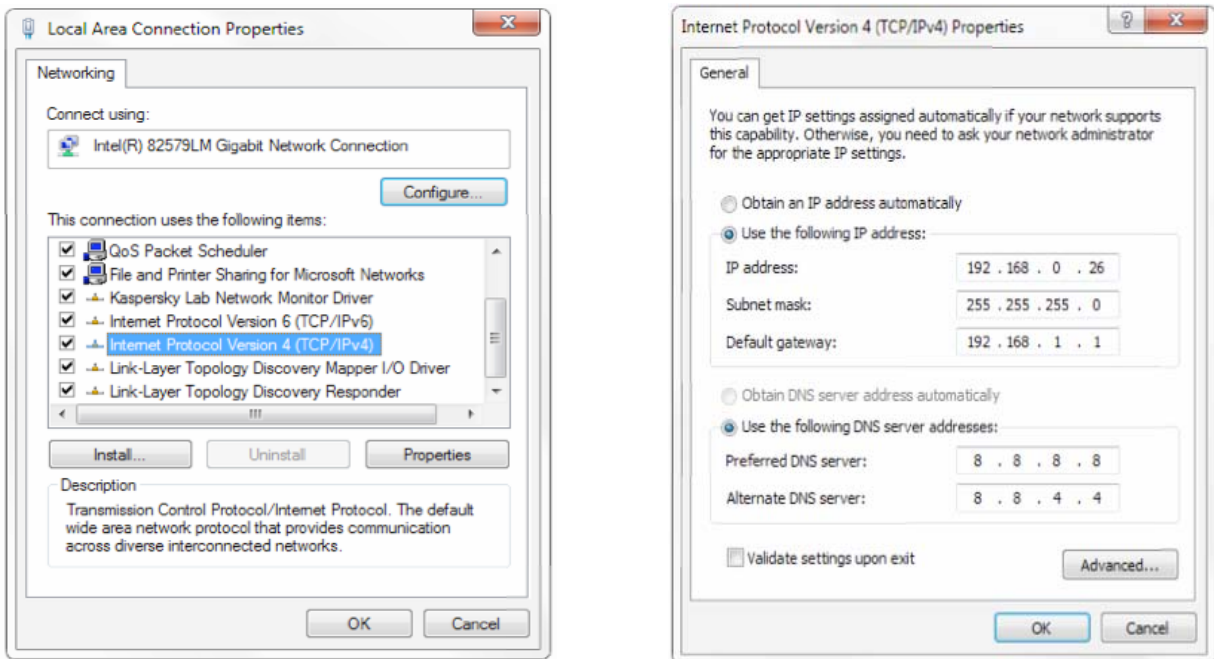 Local Area Connection Properties
Networking
Connect using:
Intel(R) 82579LM Gigabit Network Connection
Configure...
This connection uses the following items:
QoS Packet Scheduler
File and Printer Sharing for Microsoft Networks
Kaspersky Lab Network Monitor Driver
Internet Protocol Version 6 (TCP/IPv6)
Internet Protocol Version 4 (TCP/IPv4)
Link-Layer Topology Discovery Mapper I/O Driver
Link-Layer Topology Discovery Responder
Install...
Uninstall
Properties
Description
Transmission Control Protocol/Internet Protocol. The default
wide area network protocol that provides communication
across diverse interconnected networks.
OK
Cancel
Internet Protocol Version 4 (TCP/IPv4) Properties
General
You can get IP settings assigned automatically if your network supports
this capability. Otherwise, you need to ask your network administrator
for the appropriate IP settings.
Obtain an IP address automatically
Use the following IP address:
IP address: 192 . 168 . 0 . 26
Subnet mask: 255 . 255 . 255 . 0
Default gateway: 192 . 168 . 1 . 1
Obtain DNS server address automatically
Use the following DNS server addresses:
Preferred DNS server: 8 . 8 . 8 . 8
Alternate DNS server: 8 . 8 . 4 . 4
Validate settings upon exit
Advanced...
OK
Cancel